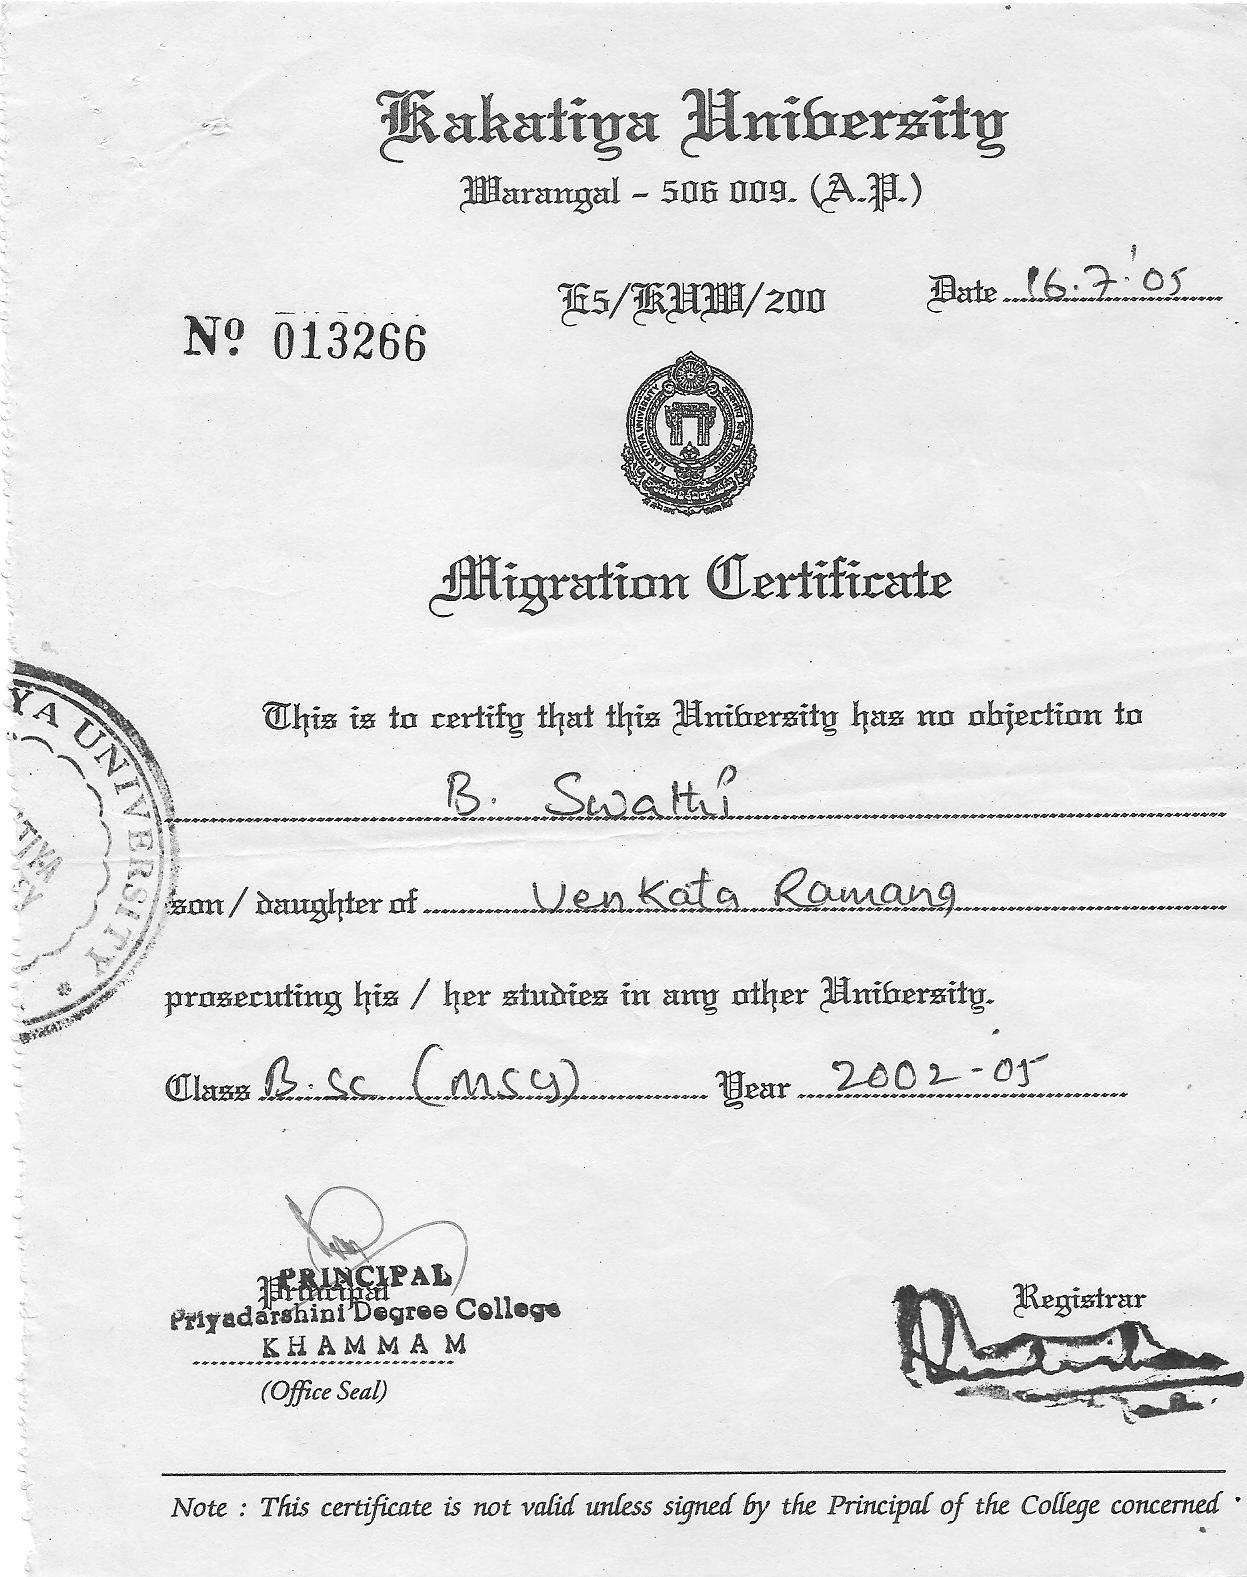 Kakatiya University
Warangal - 506 009. (A.P.)
E5/KUW/200
Date 16.7.'05
Nº. 013266
KAKATIYA UNIVERSITY
Migration Certificate
This is to certify that this University has no objection to
B. Swathi
son / daughter of Venkata Ramana
prosecuting his / her studies in any other University.
Class B.Sc (MSCs) Year 2002-05
YA UNIVERSITY
PRINCIPAL
Principal
Priyadarshini Degree College
KHAMMAM
(Office Seal)
Registrar
Note : This certificate is not valid unless signed by the Principal of the College concerned